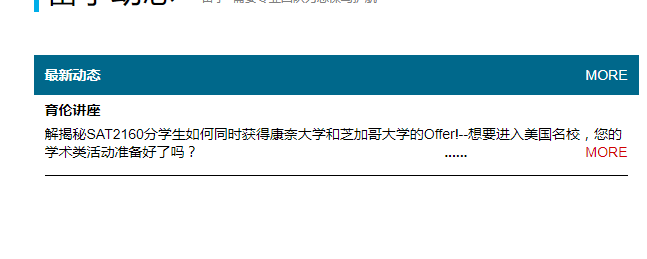 最新动态 MORE
育伦讲座
解揭秘SAT2160分学生如何同时获得康奈大学和芝加哥大学的Offer!--想要进入美国名校，您的
学术类活动准备好了吗？ ...... MORE